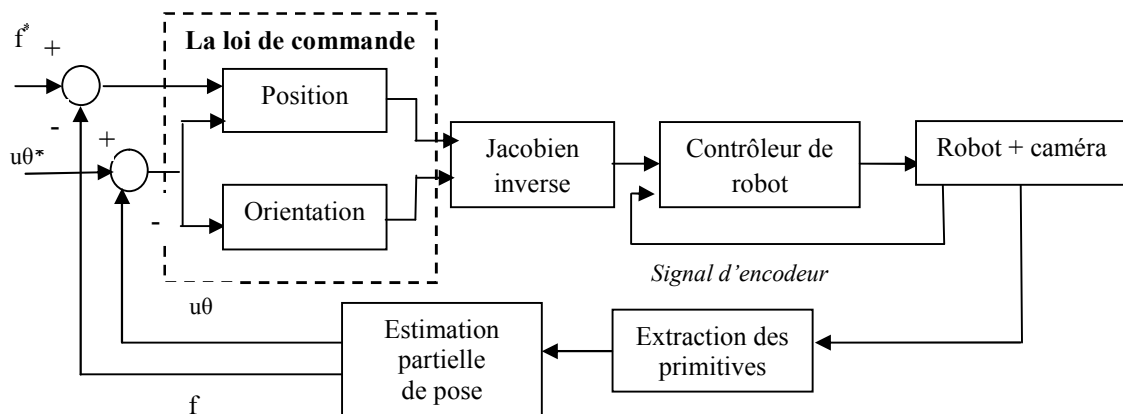 f*
+
La loi de commande
Position
-
+
uθ*
Jacobien
inverse
Contrôleur de
robot
Robot + caméra
Orientation
-
Signal d’encodeur
uθ
Estimation
partielle
de pose
Extraction des
primitives
f